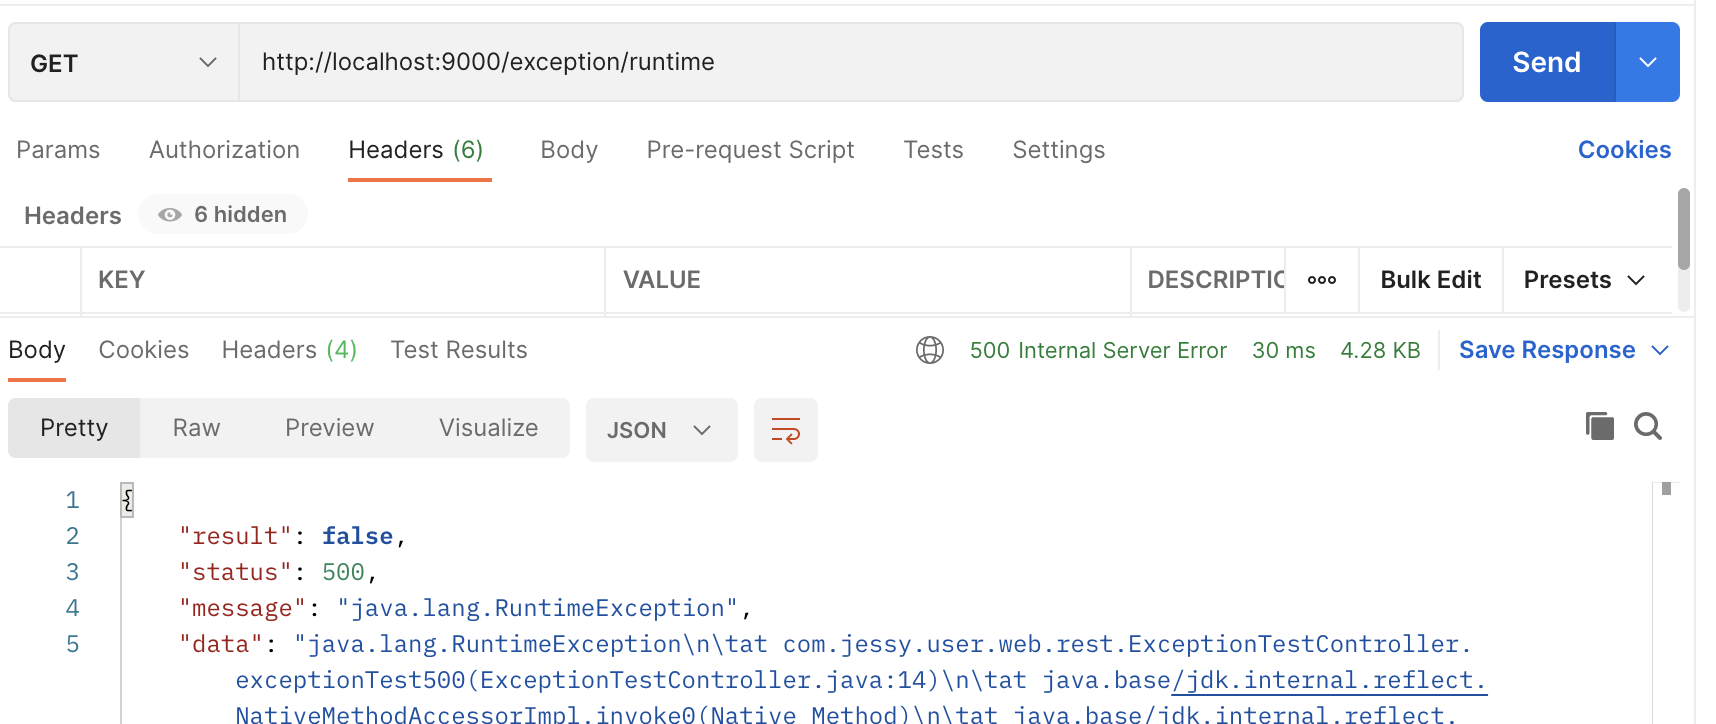 GET
http://localhost:9000/exception/runtime
Send
Params Authorization Headers (6) Body Pre-request Script Tests Settings Cookies
Headers 6 hidden
KEY VALUE DESCRIPTIC ooo Bulk Edit Presets
Body Cookies Headers (4) Test Results 500 Internal Server Error 30 ms 4.28 KB Save Response
Pretty Raw Preview Visualize JSON
1 {
2 "result": false,
3 "status": 500,
4 "message": "java.lang.RuntimeException",
5 "data": "java.lang.RuntimeException\n\tat com.jessy.user.web.rest.ExceptionTestController.
exceptionTest500(ExceptionTestController.java:14)\n\tat java.base/jdk.internal.reflect.
NativeMethodAccessorImpl.invoke0(Native Method)\n\tat java.base/jdk.internal.reflect.